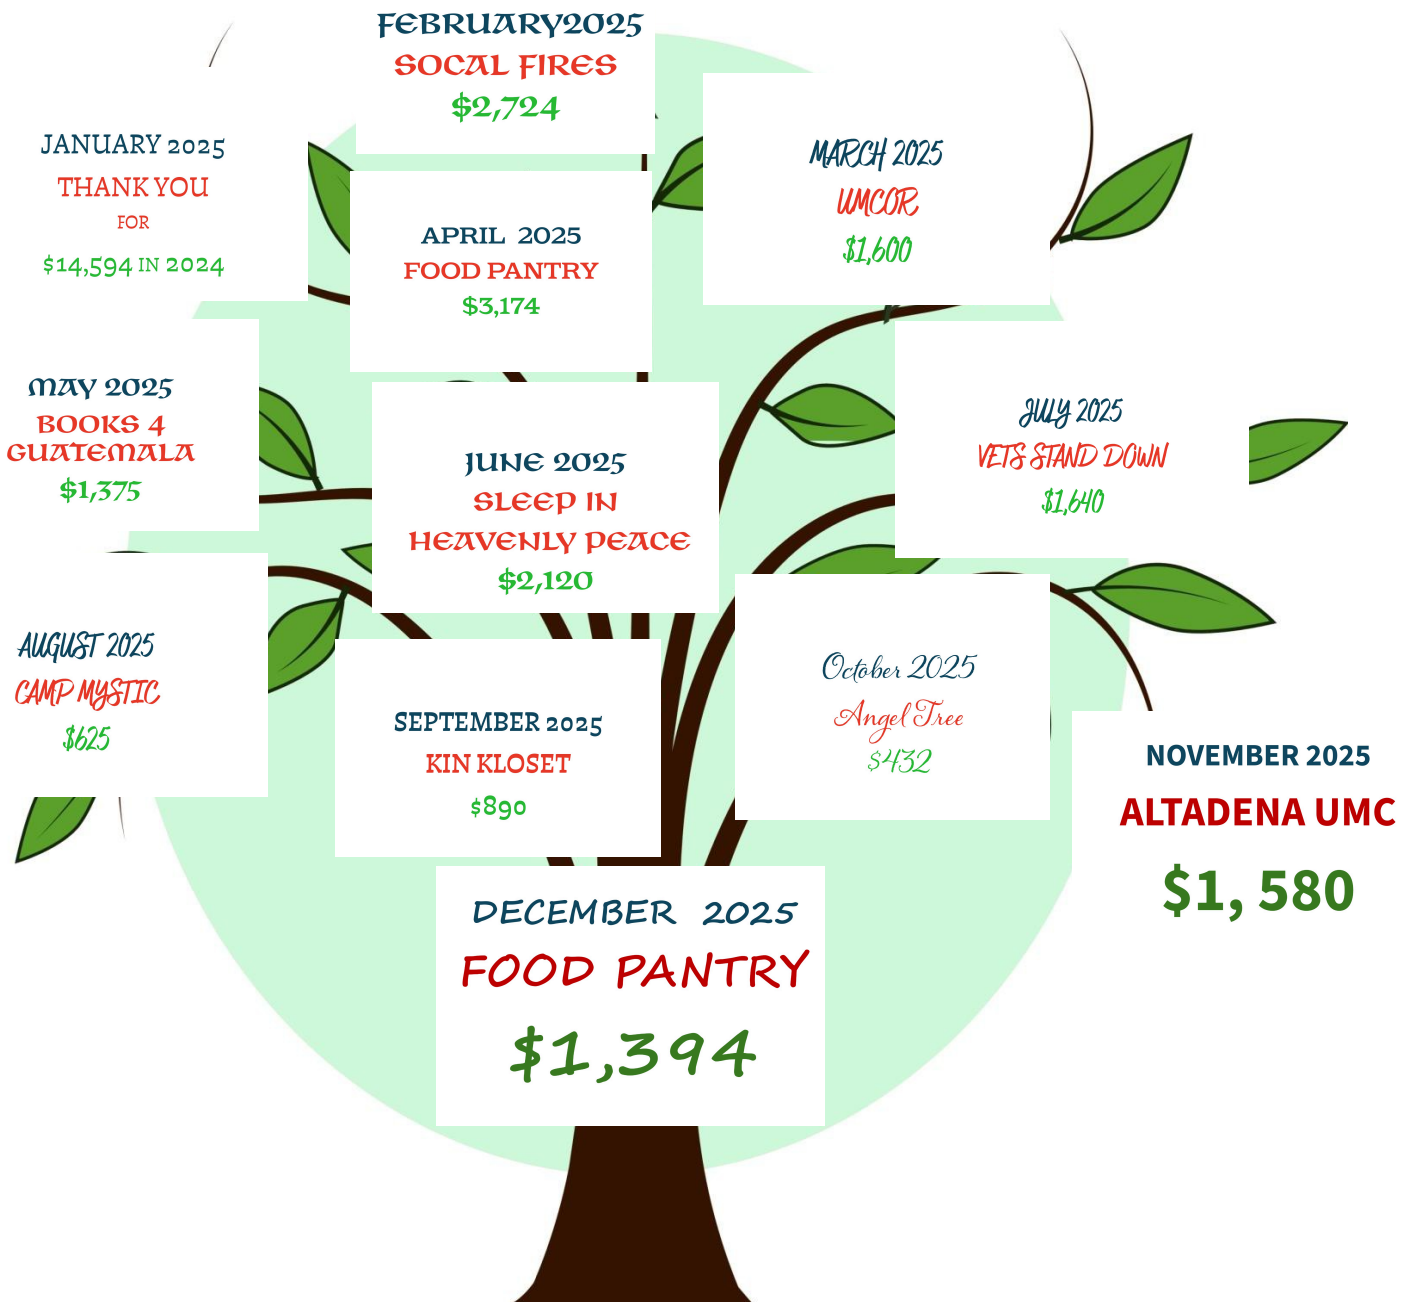 FEBRUARY2025
SOCAL FIRES
$2,724
JANUARY 2025
THANK YOU
FOR
$14,594 IN 2024
MARCH 2025
UMCOR
$1,600
APRIL 2025
FOOD PANTRY
$3,174
MAY 2025
BOOKS 4
GUATEMALA
$1,375
JUNE 2025
SLEEP IN
HEAVENLY PEACE
$2,120
JULY 2025
VETS STAND DOWN
$1,640
AUGUST 2025
CAMP MYSTIC
$625
SEPTEMBER 2025
KIN KLOSET
$890
October 2025
Angel Tree
$432
NOVEMBER 2025
ALTADENA UMC
$1, 580
DECEMBER 2025
FOOD PANTRY
$1,394